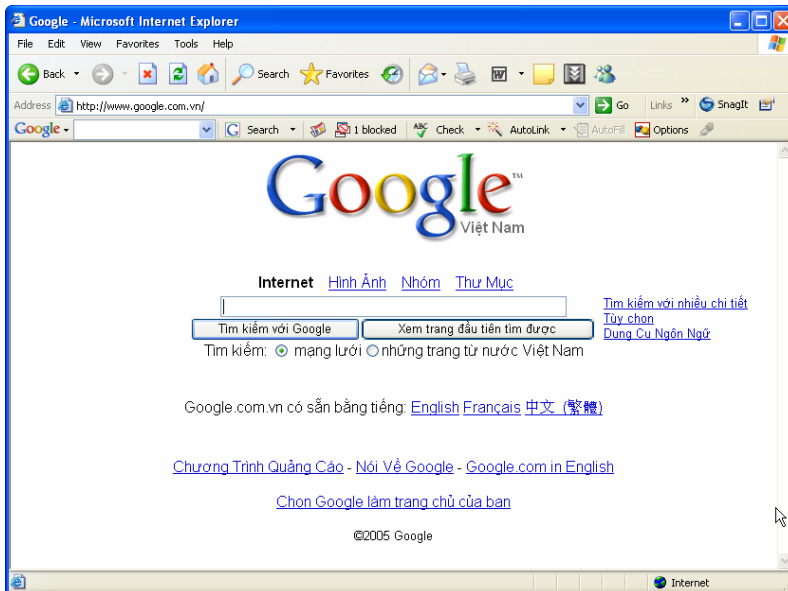 Google - Microsoft Internet Explorer
File Edit View Favorites Tools Help
Back Search Favorites
Address http://www.google.com.vn/ Go Links » SnagIt
Google Search 1 blocked ABC Check AutoLink AutoFill Options
Google™
Việt Nam
Internet Hình Ảnh Nhóm Thư Mục
Tìm kiếm với nhiều chi tiết
Tùy chọn
Dụng Cụ Ngôn Ngữ
Tìm kiếm với Google Xem trang đầu tiên tìm được
Tìm kiếm: mạng lưới những trang từ nước Việt Nam
Google.com.vn có sẵn bằng tiếng: English Français 中文 (繁體)
Chương Trình Quảng Cáo - Nói Về Google - Google.com in English
Chọn Google làm trang chủ của bạn
©2005 Google
Internet